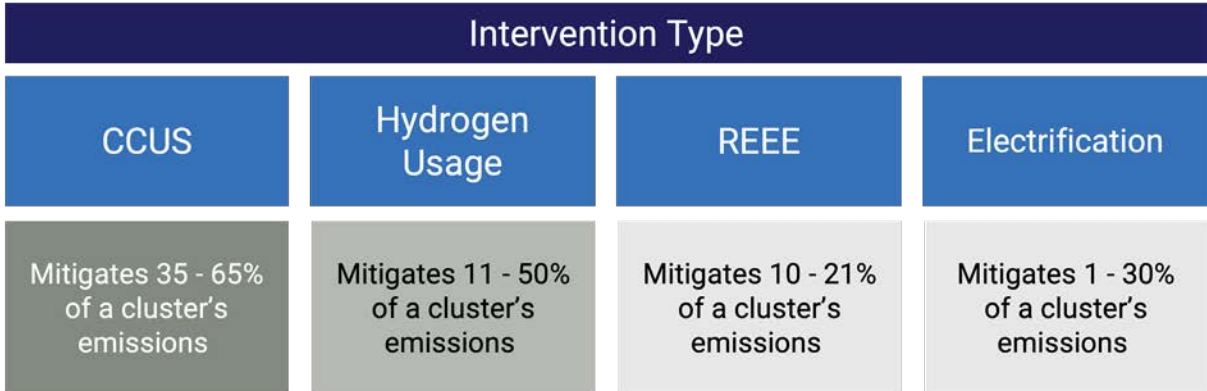 Intervention Type
CCUS
Hydrogen
Usage
REEE
Electrification
Mitigates 35 - 65%
of a cluster’s
emissions
Mitigates 11 - 50%
of a cluster’s
emissions
Mitigates 10 - 21%
of a cluster’s
emissions
Mitigates 1 - 30%
of a cluster’s
emissions